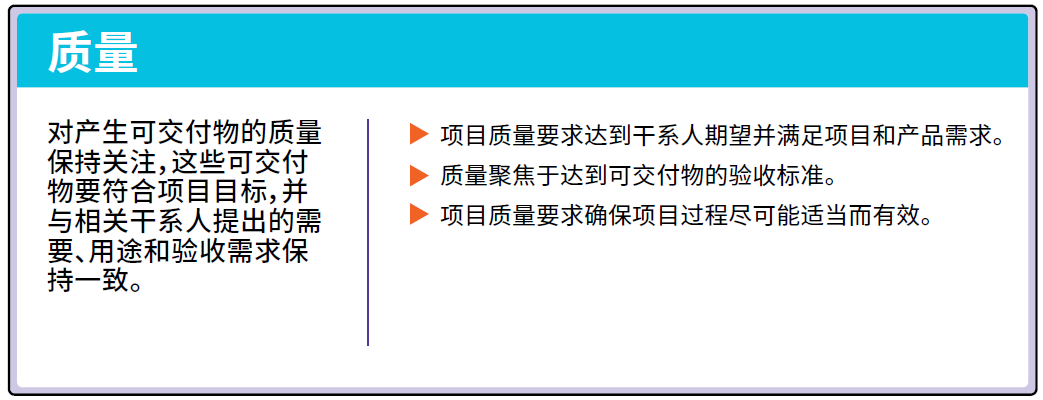 质量
对产生可交付物的质量
保持关注，这些可交付
物要符合项目目标，并
与相关干系人提出的需
要、用途和验收需求保
持一致。
项目质量要求达到干系人期望并满足项目和产品需求。
质量聚焦于达到可交付物的验收标准。
项目质量要求确保项目过程尽可能适当而有效。